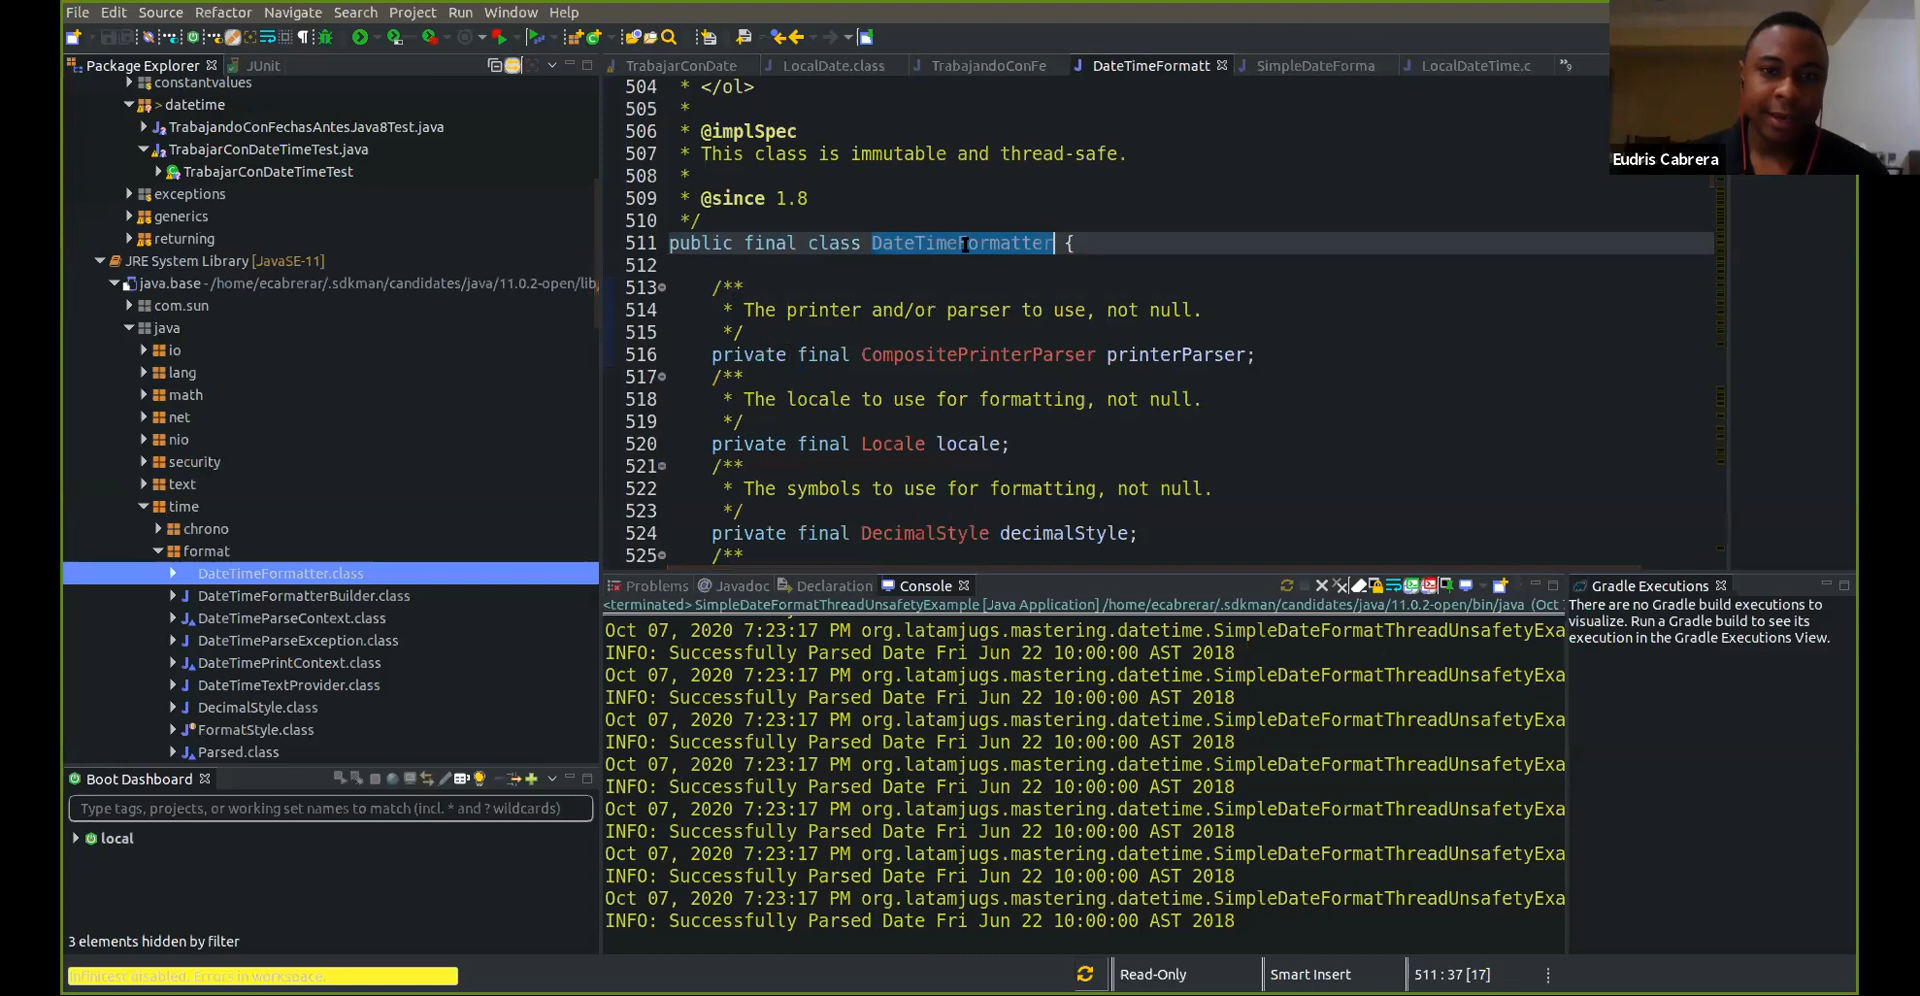 File Edit Source Refactor Navigate Search Project Run Window Help
Package Explorer
JUnit
constantvalues
> datetime
TrabajandoConFechasAntesJava8Test.java
TrabajarConDateTimeTest.java
TrabajarConDateTimeTest
exceptions
generics
returning
JRE System Library [JavaSE-11]
java.base - /home/ecabrerar/.sdkman/candidates/java/11.0.2-open/lib/
com.sun
java
io
lang
math
net
nio
security
text
time
chrono
format
DateTimeFormatter.class
DateTimeFormatterBuilder.class
DateTimeParseContext.class
DateTimeParseException.class
DateTimePrintContext.class
DateTimeTextProvider.class
DecimalStyle.class
FormatStyle.class
Parsed.class
Boot Dashboard
Type tags, projects, or working set names to match (incl. * and ? wildcards)
local
3 elements hidden by filter
Infinitest disabled. Errors in workspace.
TrabajarConDate LocalDate.class TrabajandoConFe DateTimeFormatt SimpleDateForma LocalDateTime.c »9
504 * </ol>
505 *
506 * @implSpec
507 * This class is immutable and thread-safe.
508 *
509 * @since 1.8
510 */
511 public final class DateTimeFormatter {
512
513 /**
514 * The printer and/or parser to use, not null.
515 */
516 private final CompositePrinterParser printerParser;
517 /**
518 * The locale to use for formatting, not null.
519 */
520 private final Locale locale;
521 /**
522 * The symbols to use for formatting, not null.
523 */
524 private final DecimalStyle decimalStyle;
525 /**
Eudris Cabrera
Problems @ Javadoc Declaration Console
<terminated> SimpleDateFormatThreadUnsafetyExample [Java Application] /home/ecabrerar/.sdkman/candidates/java/11.0.2-open/bin/java (Oct
Oct 07, 2020 7:23:17 PM org.latamjugs.mastering.datetime.SimpleDateFormatThreadUnsafetyExa
INFO: Successfully Parsed Date Fri Jun 22 10:00:00 AST 2018
Oct 07, 2020 7:23:17 PM org.latamjugs.mastering.datetime.SimpleDateFormatThreadUnsafetyExa
INFO: Successfully Parsed Date Fri Jun 22 10:00:00 AST 2018
Oct 07, 2020 7:23:17 PM org.latamjugs.mastering.datetime.SimpleDateFormatThreadUnsafetyExa
INFO: Successfully Parsed Date Fri Jun 22 10:00:00 AST 2018
Oct 07, 2020 7:23:17 PM org.latamjugs.mastering.datetime.SimpleDateFormatThreadUnsafetyExa
INFO: Successfully Parsed Date Fri Jun 22 10:00:00 AST 2018
Oct 07, 2020 7:23:17 PM org.latamjugs.mastering.datetime.SimpleDateFormatThreadUnsafetyExa
INFO: Successfully Parsed Date Fri Jun 22 10:00:00 AST 2018
Oct 07, 2020 7:23:17 PM org.latamjugs.mastering.datetime.SimpleDateFormatThreadUnsafetyExa
INFO: Successfully Parsed Date Fri Jun 22 10:00:00 AST 2018
Oct 07, 2020 7:23:17 PM org.latamjugs.mastering.datetime.SimpleDateFormatThreadUnsafetyExa
INFO: Successfully Parsed Date Fri Jun 22 10:00:00 AST 2018
Gradle Executions
There are no Gradle build executions to
visualize. Run a Gradle build to see its
execution in the Gradle Executions View.
Read-Only Smart Insert 511 : 37 [17]